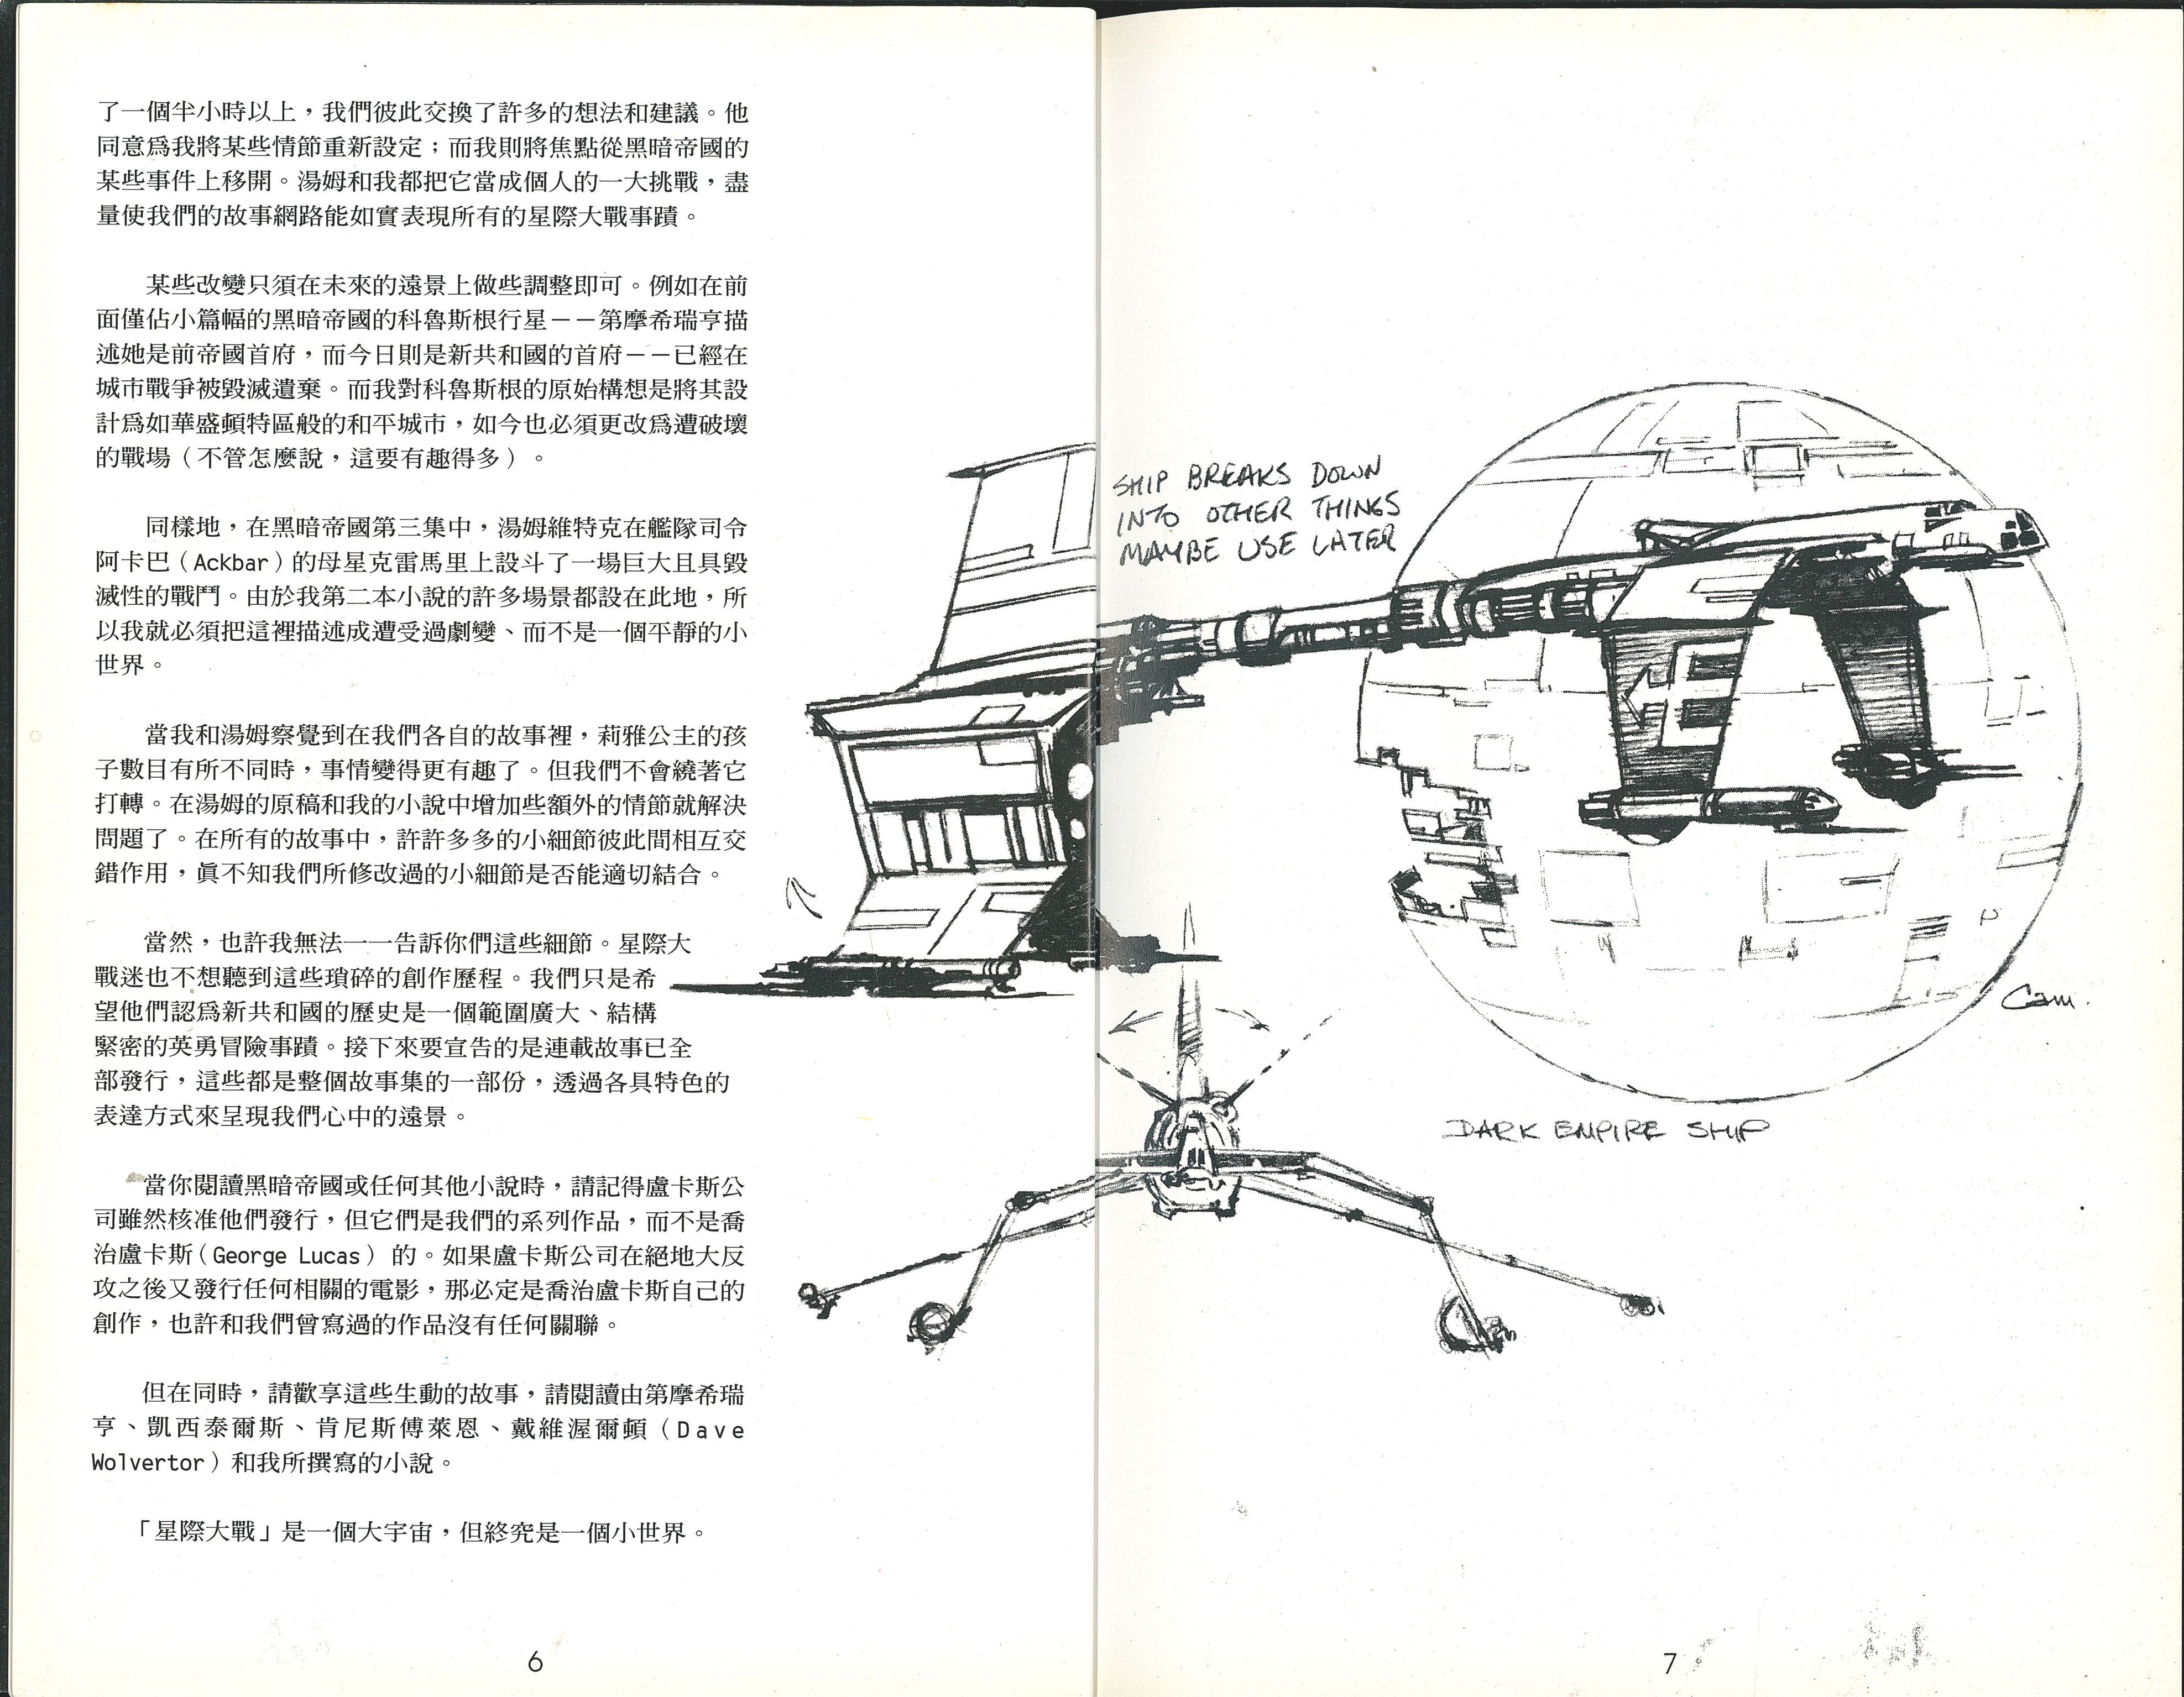 了一個半小時以上，我們彼此交換了許多的想法和建議。他
同意爲我將某些情節重新設定；而我則將焦點從黑暗帝國的
某些事件上移開。湯姆和我都把它當成個人的一大挑戰，盡
量使我們的故事網路能如實表現所有的星際大戰事蹟。
某些改變只須在未來的遠景上做些調整即可。例如在前
面僅佔小篇幅的黑暗帝國的科魯斯根行星——第摩希瑞亨描
述她是前帝國首府，而今日則是新共和國的首府——已經在
城市戰爭被毀滅遺棄。而我對科魯斯根的原始構想是將其設
計爲如華盛頓特區般的和平城市，如今也必須更改爲遭破壞
的戰場（不管怎麼說，這要有趣得多）。
同樣地，在黑暗帝國第三集中，湯姆維特克在艦隊司令
阿卡巴（Ackbar）的母星克雷馬里上設斗了一場巨大且具毀
滅性的戰鬥。由於我第二本小說的許多場景都設在此地，所
以我就必須把這裡描述成遭受過劇變、而不是一個平靜的小
世界。
當我和湯姆察覺到在我們各自的故事裡，莉雅公主的孩
子數目有所不同時，事情變得更有趣了。但我們不會繞著它
打轉。在湯姆的原稿和我的小說中增加些額外的情節就解決
問題了。在所有的故事中，許許多多的小細節彼此間相互交
錯作用，眞不知我們所修改過的小細節是否能適切結合。
當然，也許我無法一一告訴你們這些細節。星際大
戰迷也不想聽到這些瑣碎的創作歷程。我們只是希
望他們認爲新共和國的歷史是一個範圍廣大、結構
緊密的英勇冒險事蹟。接下來要宣告的是連載故事已全
部發行，這些都是整個故事集的一部份，透過各具特色的
表達方式來呈現我們心中的遠景。
當你閱讀黑暗帝國或任何其他小說時，請記得盧卡斯公
司雖然核准他們發行，但它們是我們的系列作品，而不是喬
治盧卡斯（George Lucas） 的。如果盧卡斯公司在絕地大反
攻之後又發行任何相關的電影，那必定是喬治盧卡斯自己的
創作，也許和我們曾寫過的作品沒有任何關聯。
但在同時，請歡享這些生動的故事，請閱讀由第摩希瑞
亨、凱西泰爾斯、肯尼斯傅萊恩、戴維渥爾頓（Dave
Wolvertor）和我所撰寫的小說。
「星際大戰」是一個大宇宙，但終究是一個小世界。
6
SHIP BREAKS DOWN
INTO OTHER THINGS
MAYBE USE LATER
Cam.
DARK EMPIRE SHIP
7